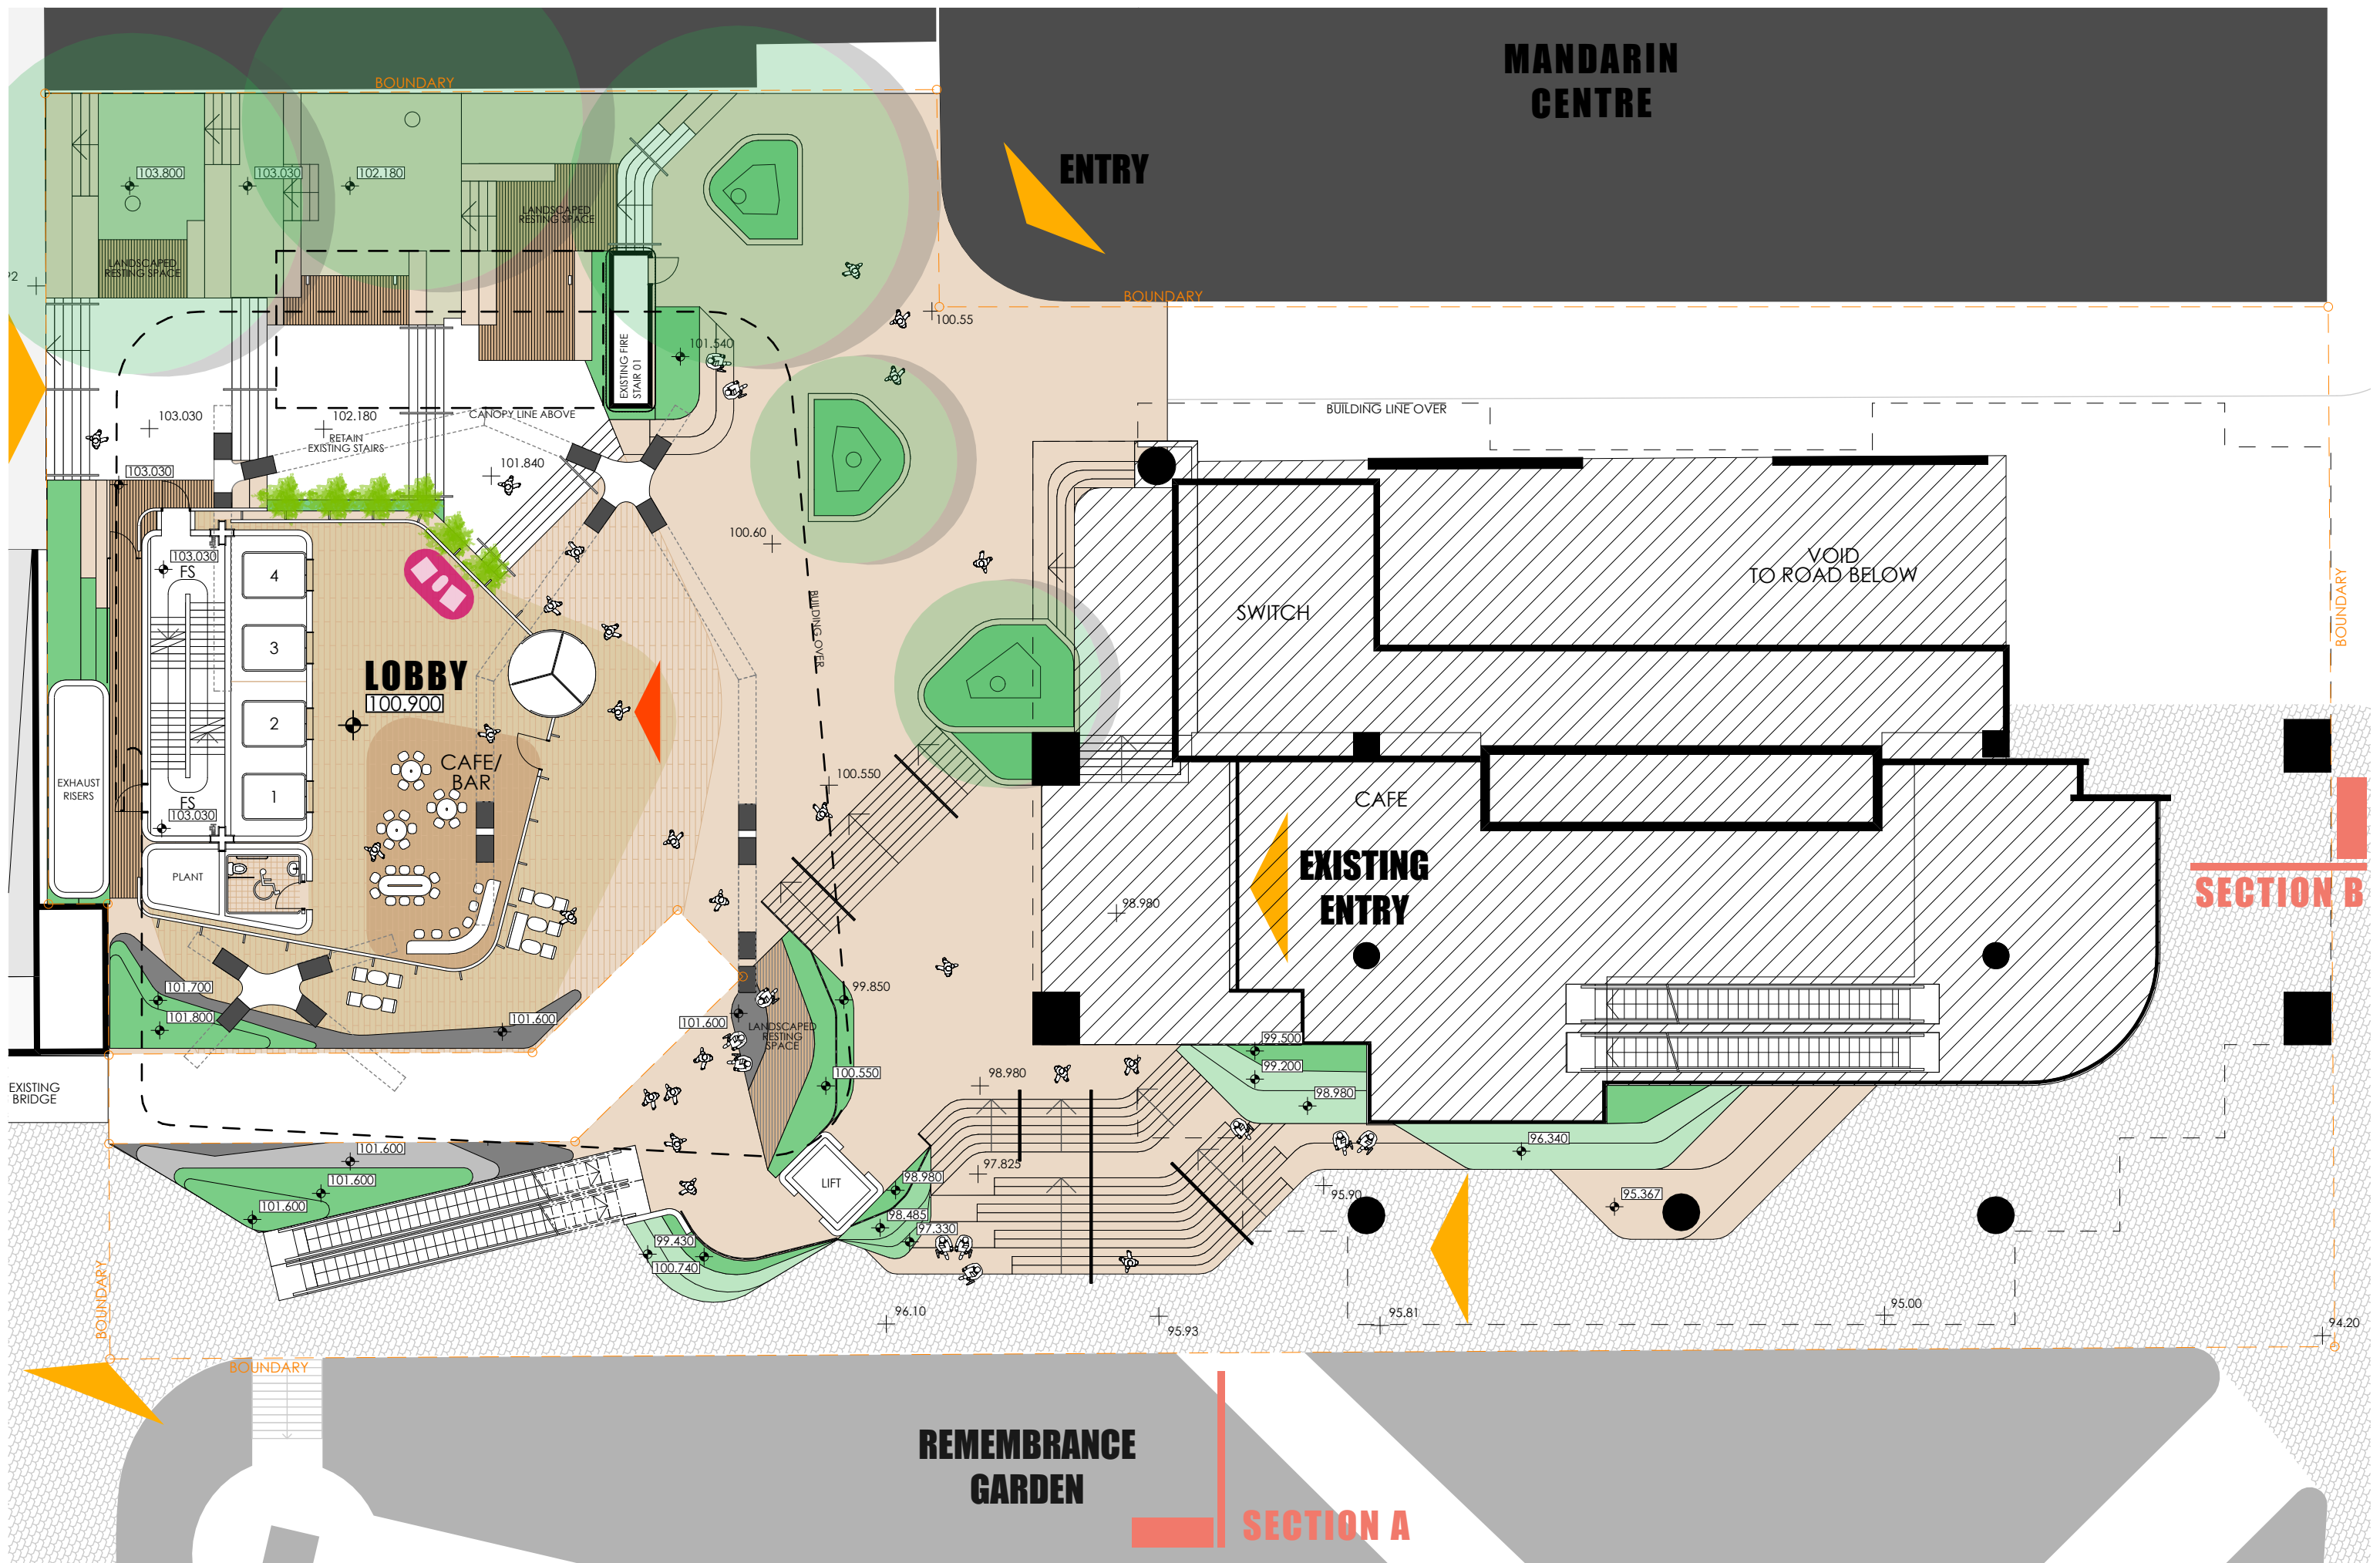 MANDARIN
CENTRE
BOUNDARY
ENTRY
103.800
103.030
102.180
LANDSCAPED
RESTING SPACE
LANDSCAPED
RESTING SPACE
BOUNDARY
100.55
EXISTING FIRE
STAIR 01
101.540
BUILDING LINE OVER
103.030
102.180
CANOPY LINE ABOVE
RETAIN
EXISTING STAIRS
101.840
103.030
100.60
103.030
FS
4
3
2
1
VOID
TO ROAD BELOW
SWITCH
BUILDING OVER
BOUNDARY
LOBBY
100.900
CAFE/
BAR
100.550
EXHAUST
RISERS
FS
103.030
PLANT
CAFE
EXISTING
ENTRY
98.980
SECTION B
101.700
101.800
101.600
99.850
101.600
LANDSCAPED
RESTING
SPACE
100.550
98.980
99.500
99.200
98.980
EXISTING
BRIDGE
101.600
101.600
101.600
96.340
97.825
98.980
LIFT
95.90
95.367
98.485
97.330
99.430
100.740
BOUNDARY
96.10
95.93
95.81
95.00
94.20
BOUNDARY
REMEMBRANCE
GARDEN
SECTION A